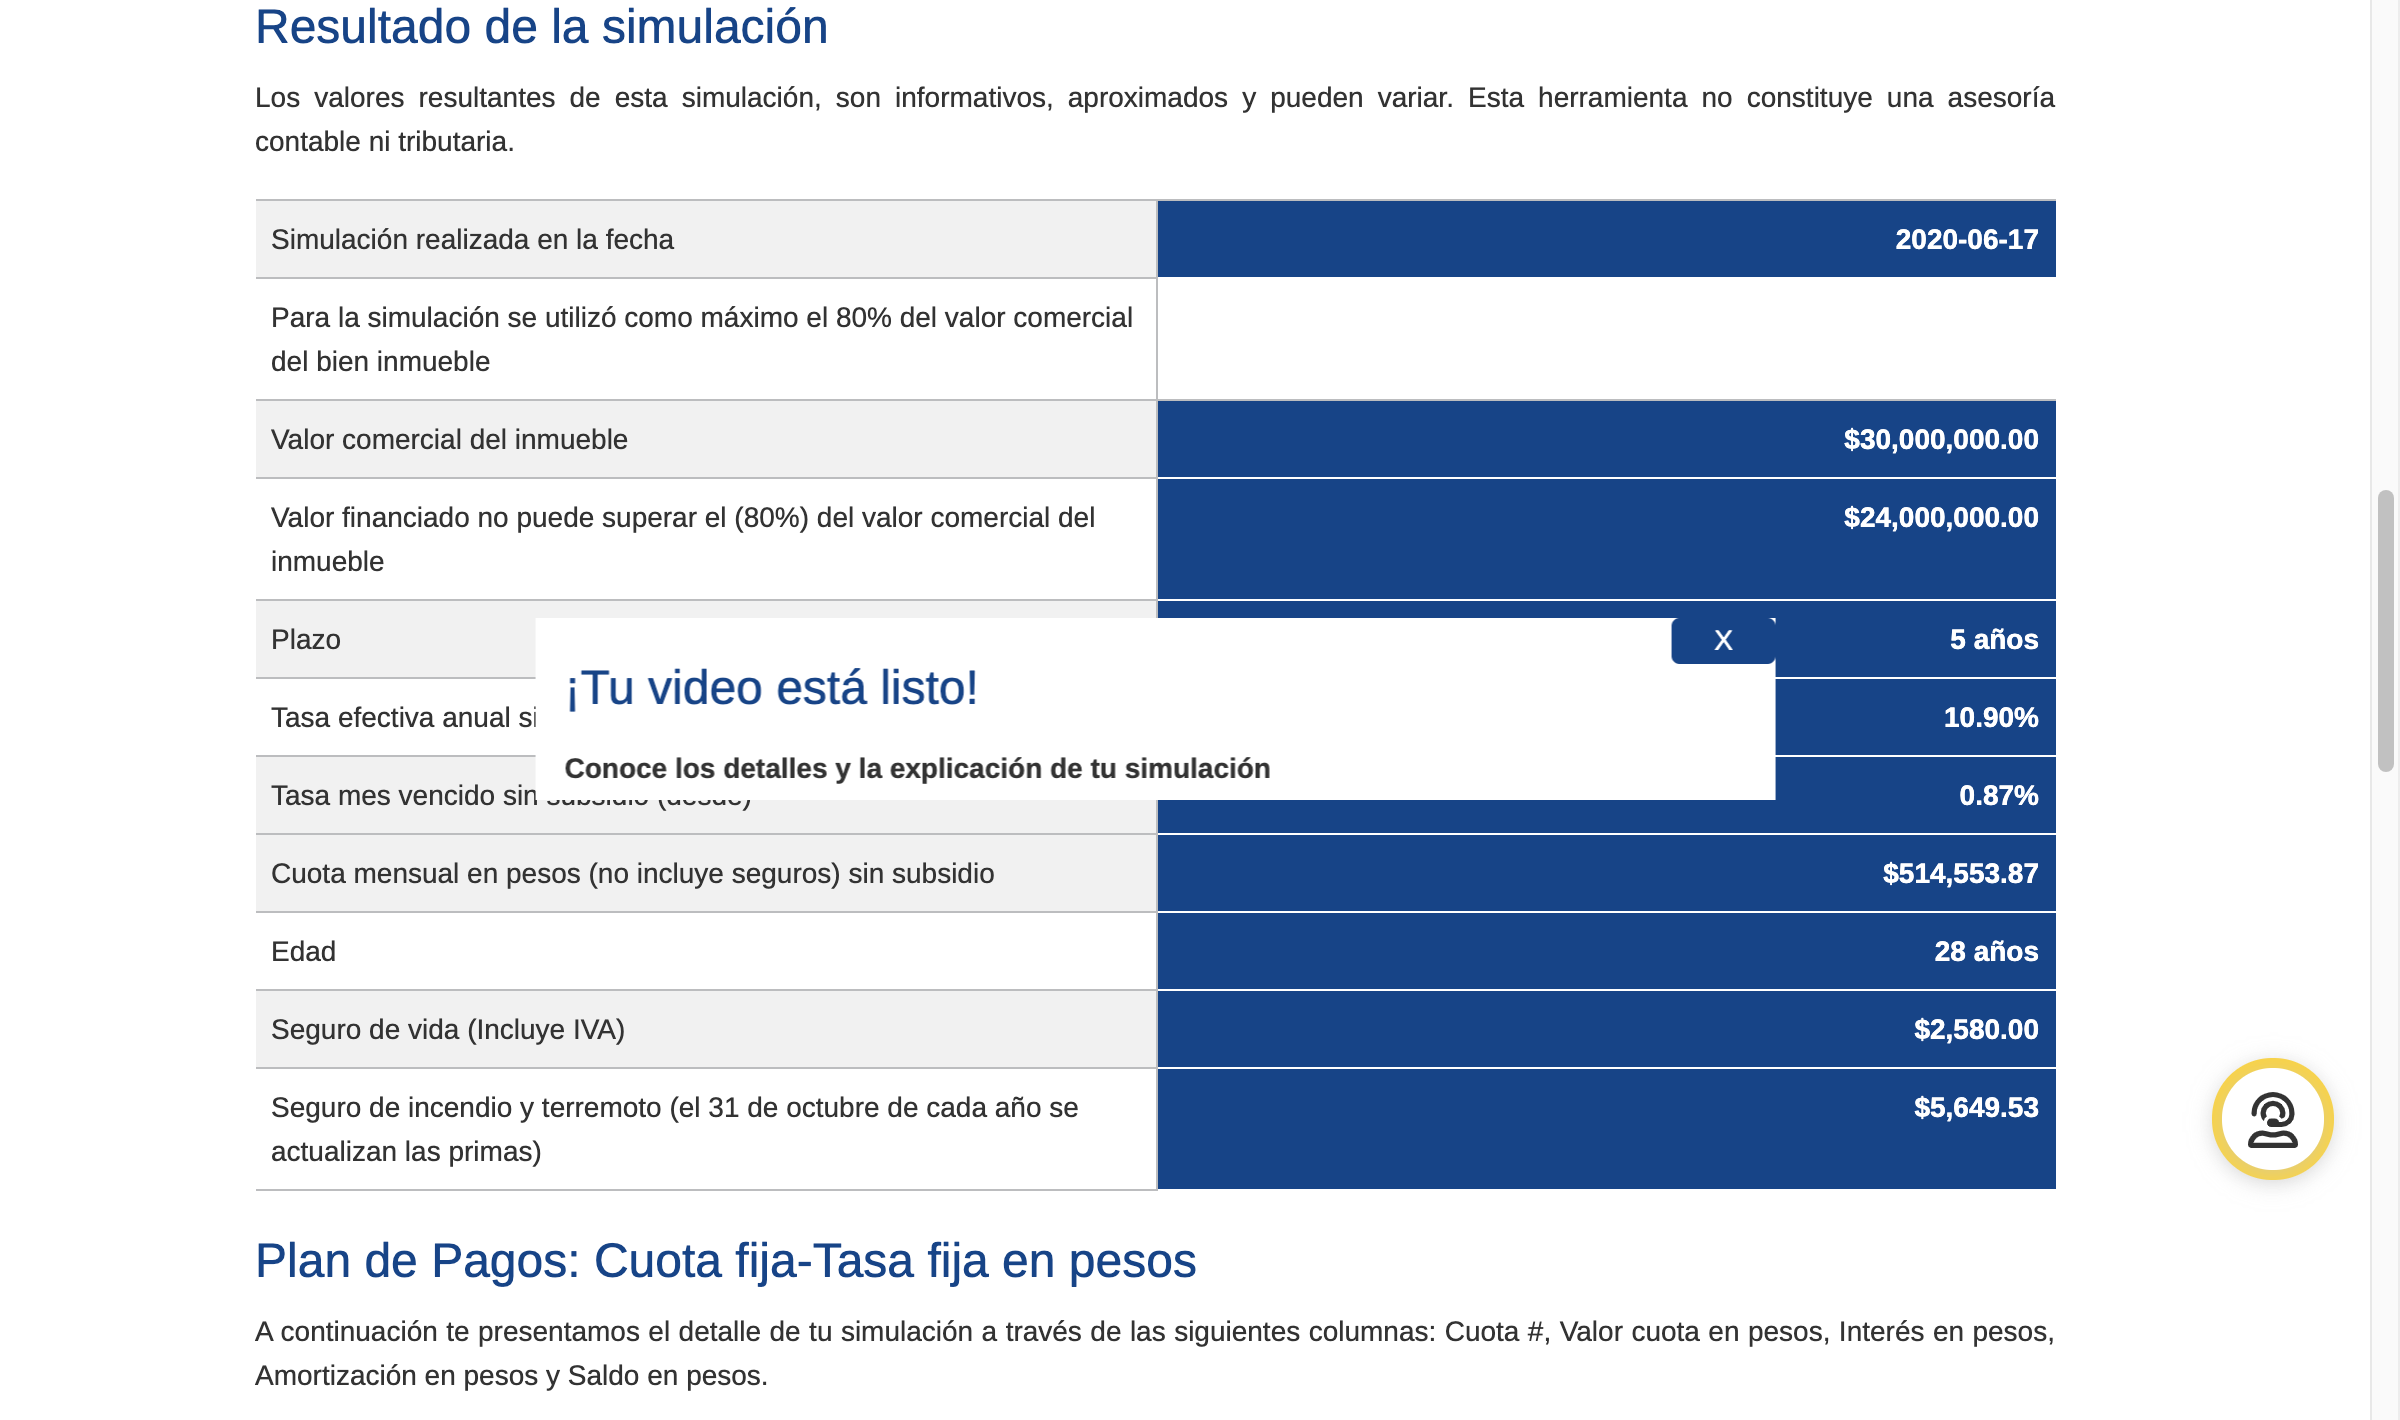 Resultado de la simulación
Los valores resultantes de esta simulación, son informativos, aproximados y pueden variar. Esta herramienta no constituye una asesoría
contable ni tributaria.
Simulación realizada en la fecha 2020-06-17
Para la simulación se utilizó como máximo el 80% del valor comercial
del bien inmueble
Valor comercial del inmueble $30,000,000.00
Valor financiado no puede superar el (80%) del valor comercial del $24,000,000.00
inmueble
Plazo 5 años
X
¡Tu video está listo!
Conoce los detalles y la explicación de tu simulación
Tasa efectiva anual 10.90%
Tasa mes vencido sin subsidio (desde) 0.87%
Cuota mensual en pesos (no incluye seguros) sin subsidio $514,553.87
Edad 28 años
Seguro de vida (Incluye IVA) $2,580.00
Seguro de incendio y terremoto (el 31 de octubre de cada año se $5,649.53
actualizan las primas)
Plan de Pagos: Cuota fija-Tasa fija en pesos
A continuación te presentamos el detalle de tu simulación a través de las siguientes columnas: Cuota #, Valor cuota en pesos, Interés en pesos,
Amortización en pesos y Saldo en pesos.